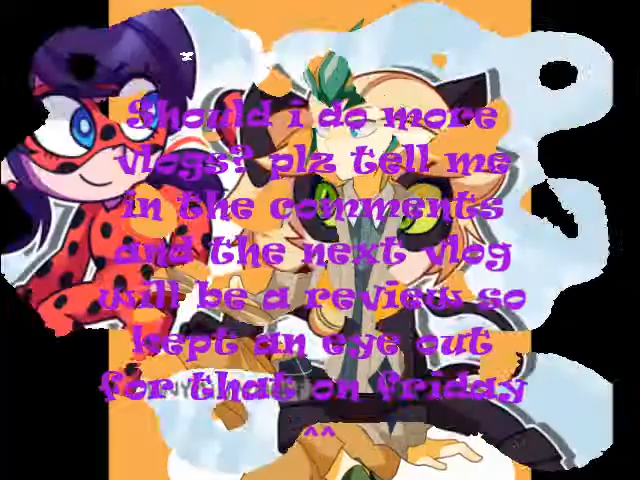 Should i do more
vlogs? plz tell me
in the comments
and the next vlog
will be a review so
kept an eye out
for that on friday
^^